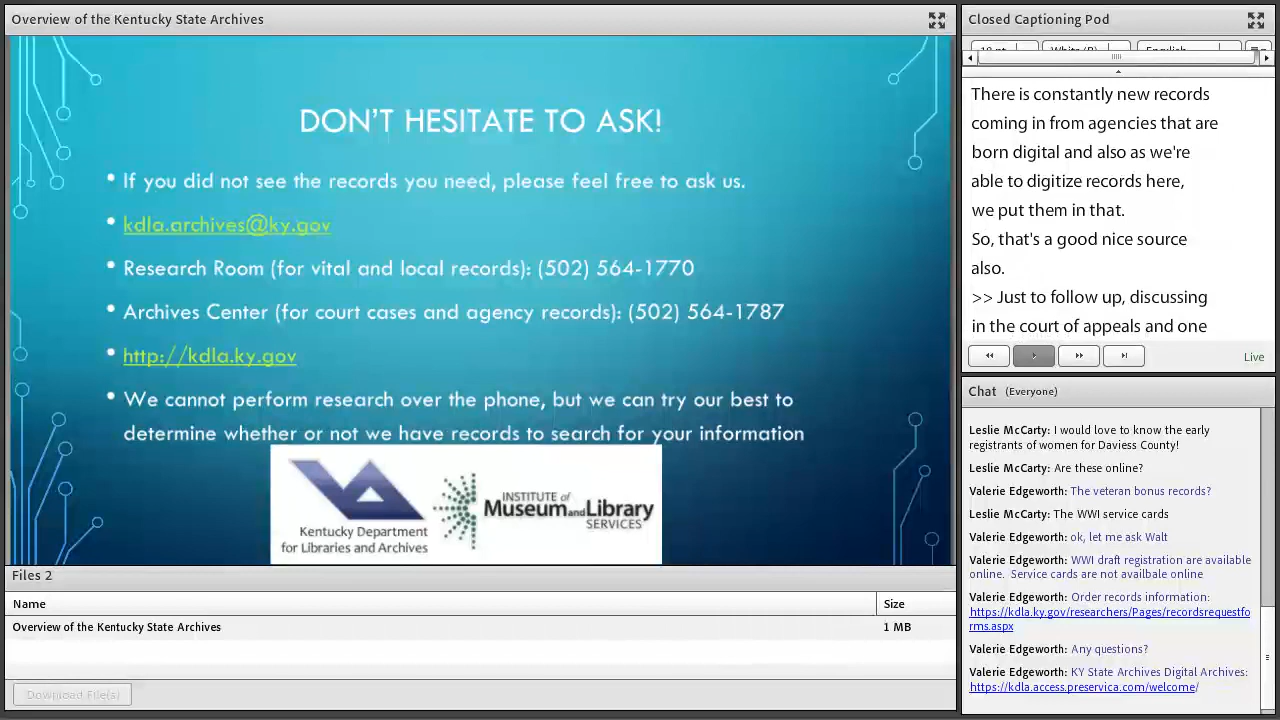 Overview of the Kentucky State Archives
DON'T HESITATE TO ASK!
• If you did not see the records you need, please feel free to ask us.
• kdla.archives@ky.gov
• Research Room (for vital and local records): (502) 564-1770
• Archives Center (for court cases and agency records): (502) 564-1787
• http://kdla.ky.gov
• We cannot perform research over the phone, but we can try our best to
determine whether or not we have records to search for your information
Kentucky Department
for Libraries and Archives
INSTITUTE of
Museum and Library
SERVICES
Files 2
Name Size
Overview of the Kentucky State Archives 1 MB
Download File(s)
Closed Captioning Pod
There is constantly new records
coming in from agencies that are
born digital and also as we're
able to digitize records here,
we put them in that.
So, that's a good nice source
also.
>> Just to follow up, discussing
in the court of appeals and one
Live
Chat (Everyone)
Leslie McCarty: I would love to know the early
registrants of women for Daviess County!
Leslie McCarty: Are these online?
Valerie Edgeworth: The veteran bonus records?
Leslie McCarty: The WWI service cards
Valerie Edgeworth: ok, let me ask Walt
Valerie Edgeworth: WWI draft registration are available
online. Service cards are not availbale online
Valerie Edgeworth: Order records information:
https://kdla.ky.gov/researchers/Pages/recordsrequestfo
rms.aspx
Valerie Edgeworth: Any questions?
Valerie Edgeworth: KY State Archives Digital Archives:
https://kdla.access.preservica.com/welcome/